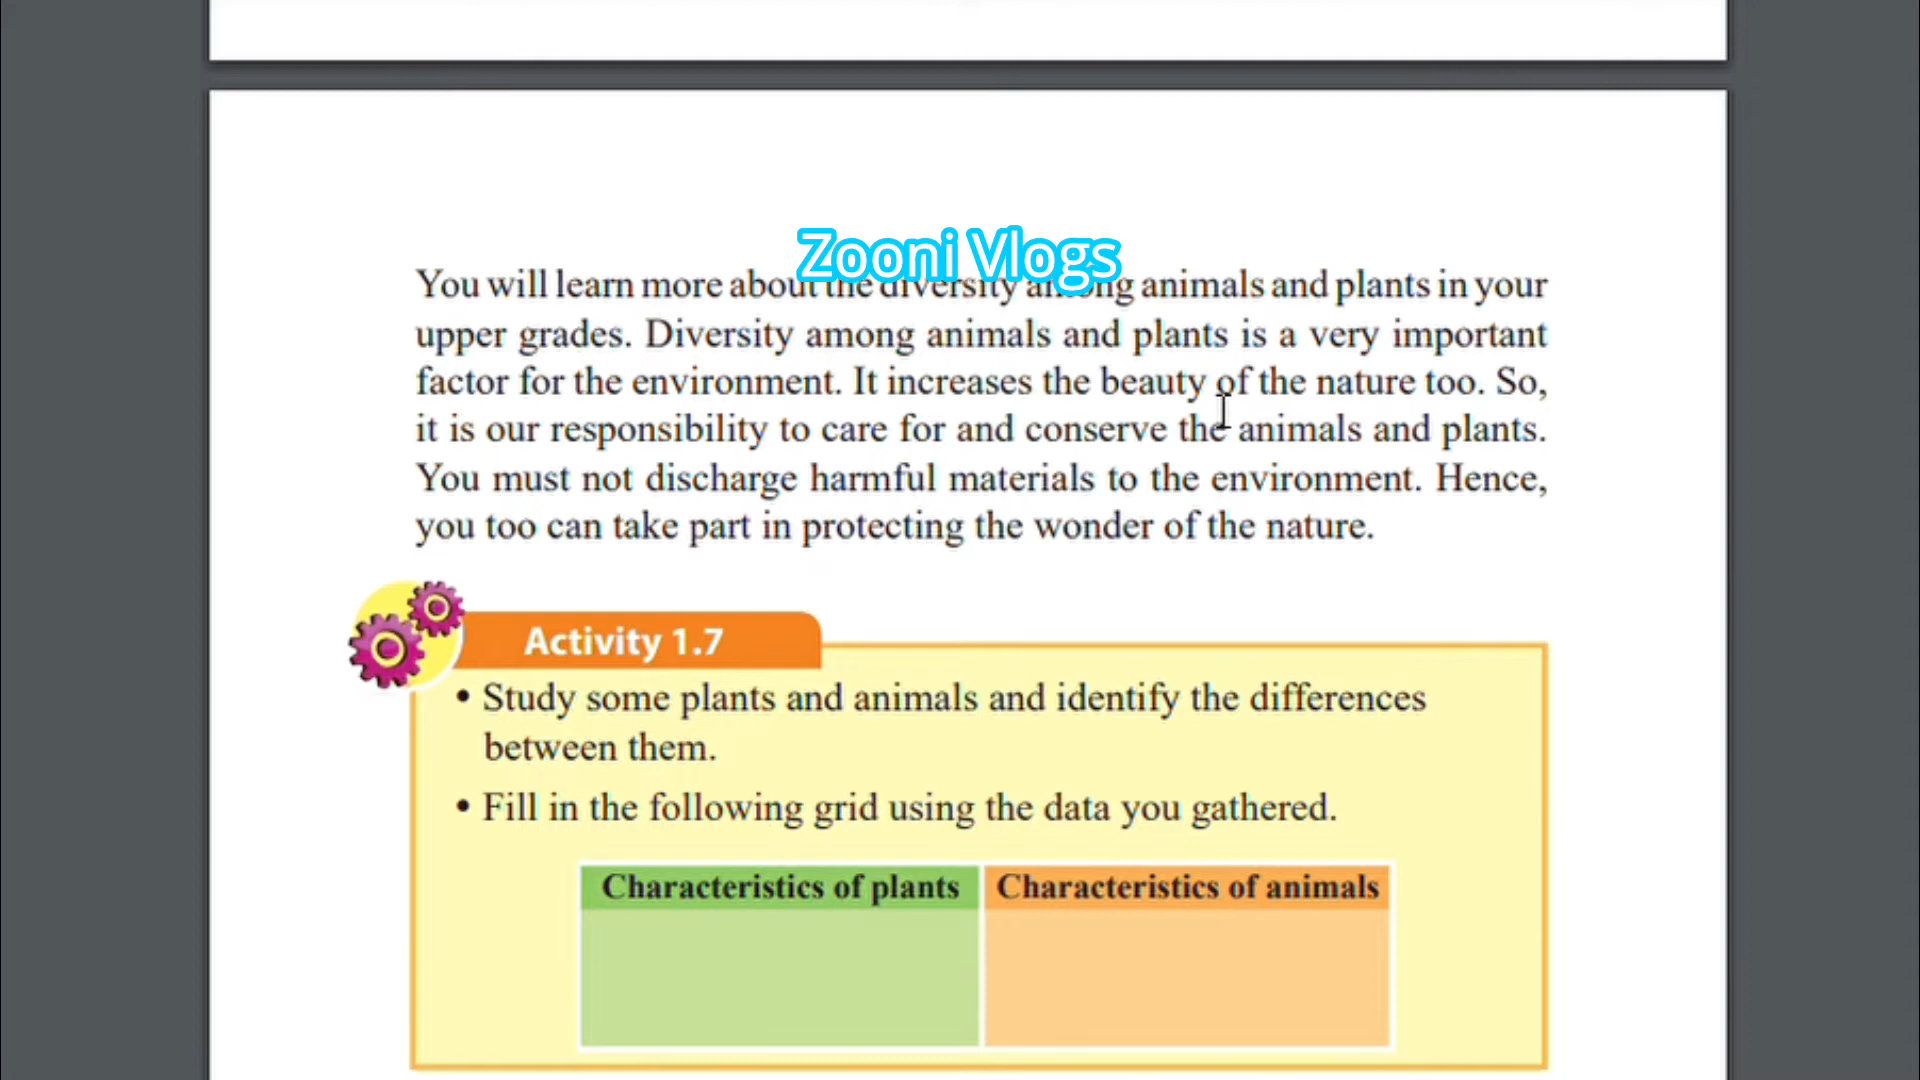 Zooni Vlogs
You will learn more about the diversity among animals and plants in your
upper grades. Diversity among animals and plants is a very important
factor for the environment. It increases the beauty of the nature too. So,
it is our responsibility to care for and conserve the animals and plants.
You must not discharge harmful materials to the environment. Hence,
you too can take part in protecting the wonder of the nature.
Activity 1.7
• Study some plants and animals and identify the differences
between them.
• Fill in the following grid using the data you gathered.
Characteristics of plants Characteristics of animals